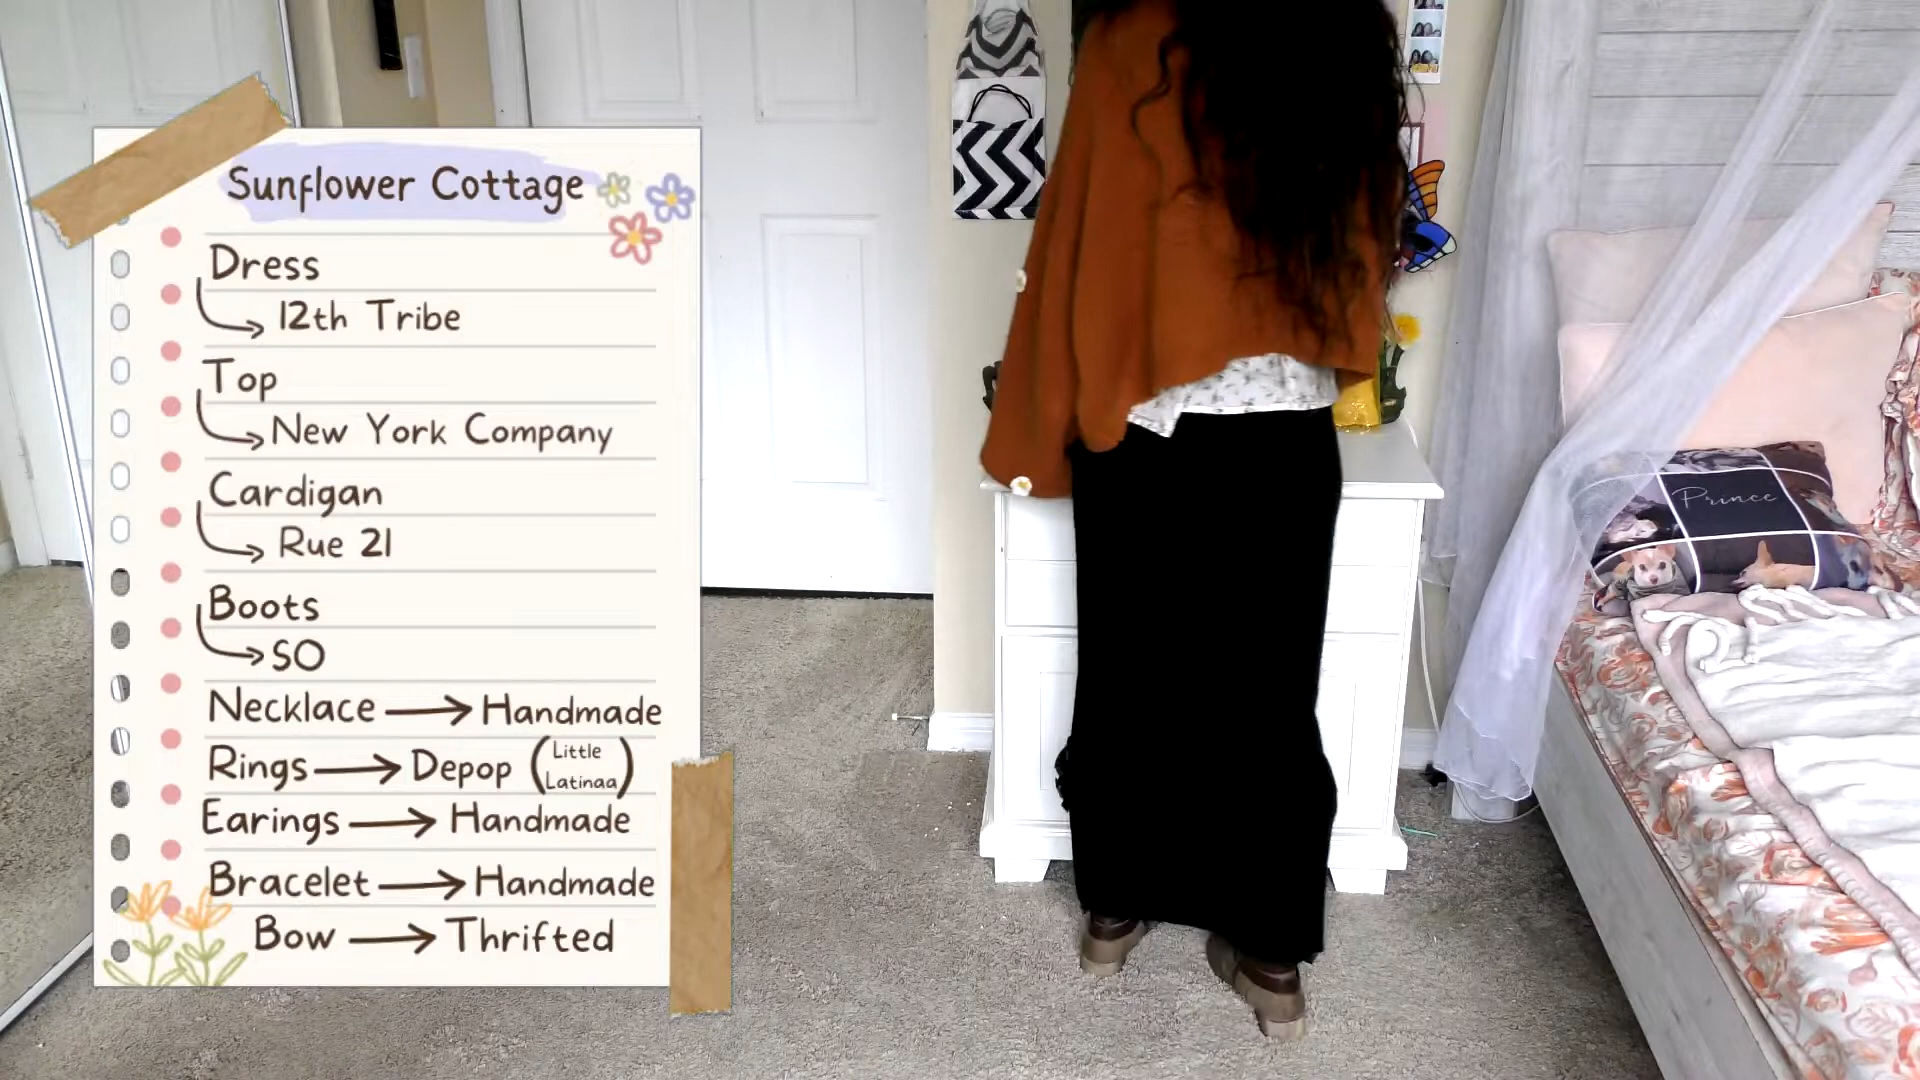 Sunflower Cottage
Dress
12th Tribe
Top
New York Company
Cardigan
Rue 21
Boots
SO
Necklace → Handmade
Rings → Depop (Little Latinaa)
Earings → Handmade
Bracelet → Handmade
Bow → Thrifted
Prince